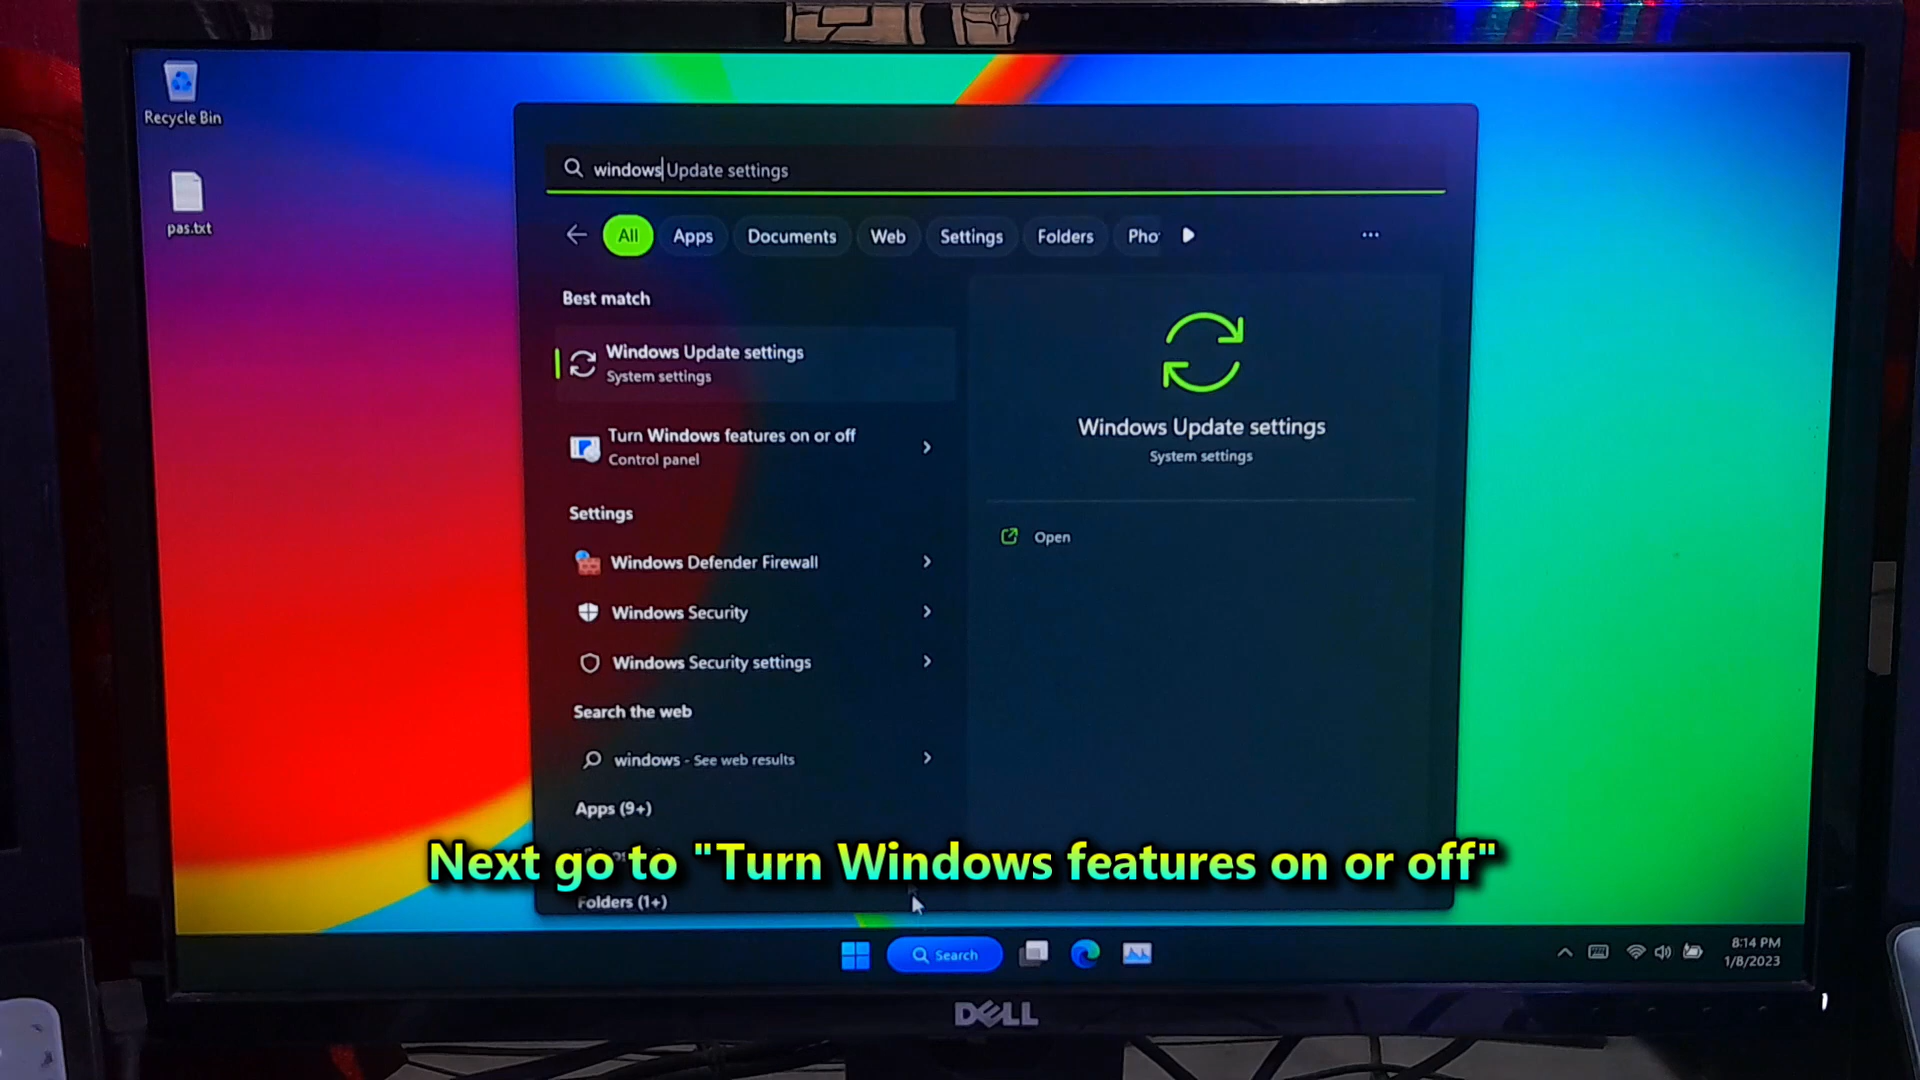 Recycle Bin
pas.txt
windows Update settings
All
Apps
Documents
Web
Settings
Folders
Pho
Best match
Windows Update settings
System settings
Turn Windows features on or off
Control panel
Settings
Windows Defender Firewall
Windows Security
Windows Security settings
Search the web
windows - See web results
Apps (9+)
Folders (1+)
Windows Update settings
System settings
Open
Next go to "Turn Windows features on or off"
Search
8:14 PM
1/8/2023
DELL